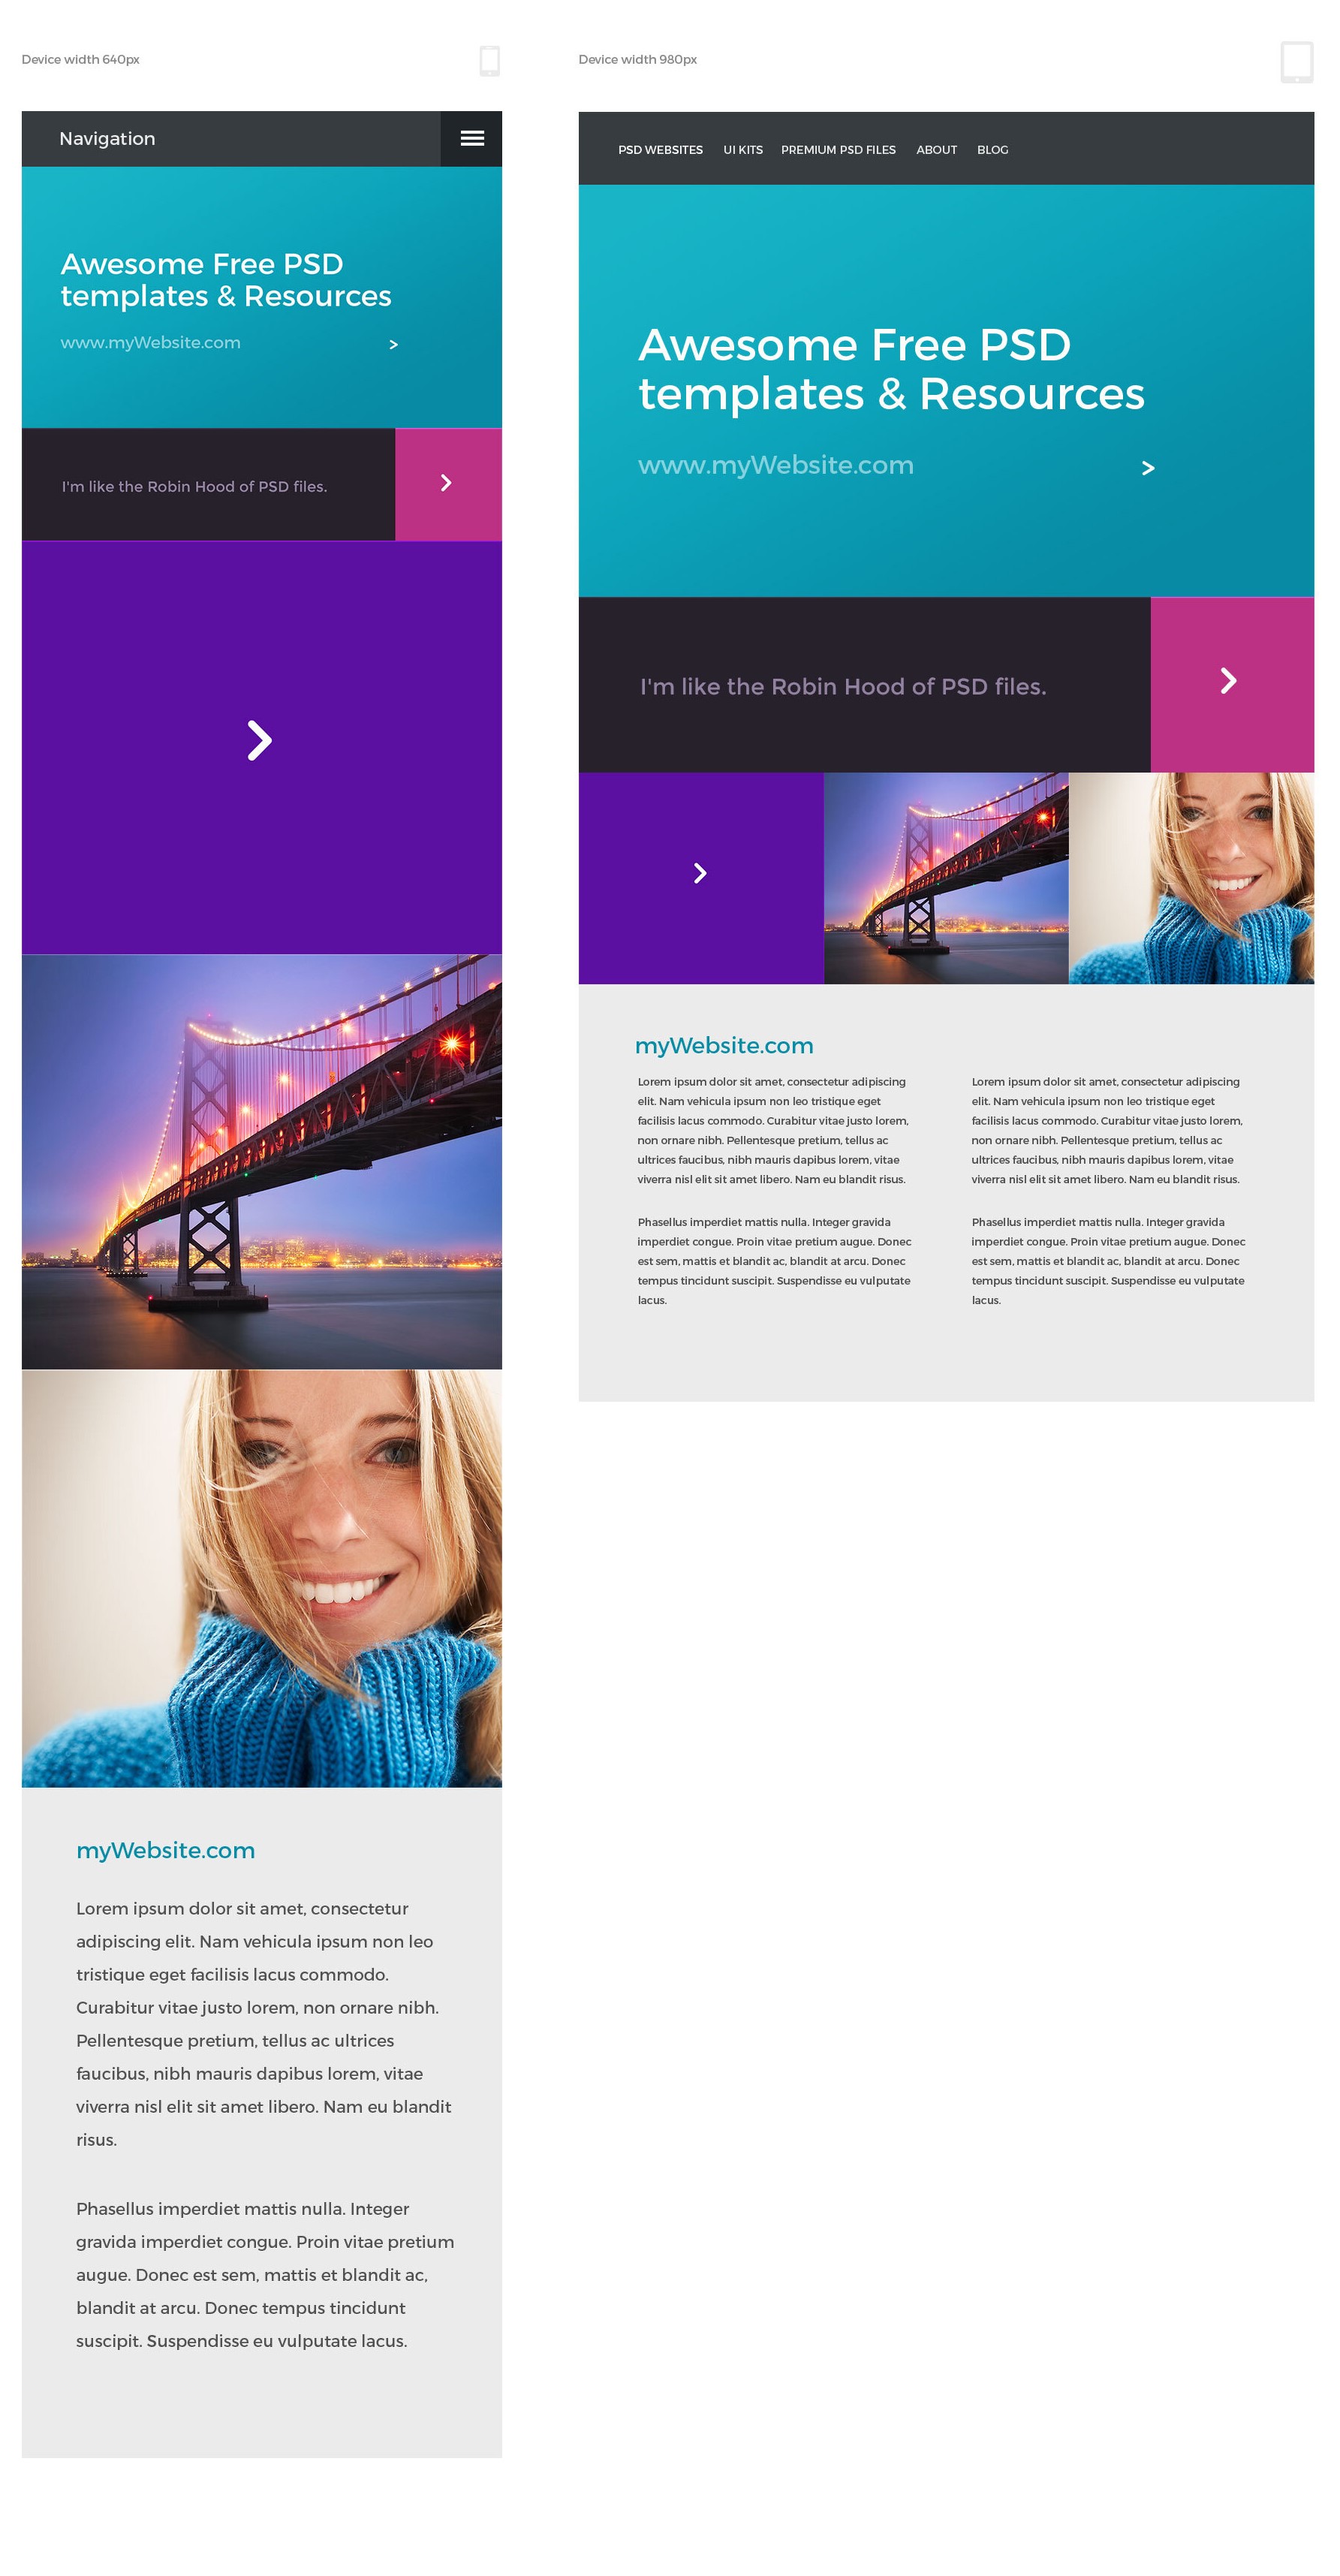 Device width 640px
Navigation
Awesome Free PSD
templates & Resources
www.myWebsite.com
>
I'm like the Robin Hood of PSD files.
myWebsite.com
Lorem ipsum dolor sit amet, consectetur
adipiscing elit. Nam vehicula ipsum non leo
tristique eget facilisis lacus commodo.
Curabitur vitae justo lorem, non ornare nibh.
Pellentesque pretium, tellus ac ultrices
faucibus, nibh mauris dapibus lorem, vitae
viverra nisl elit sit amet libero. Nam eu blandit
risus.
Phasellus imperdiet mattis nulla. Integer
gravida imperdiet congue. Proin vitae pretium
augue. Donec est sem, mattis et blandit ac,
blandit at arcu. Donec tempus tincidunt
suscipit. Suspendisse eu vulputate lacus.
Device width 980px
PSD WEBSITES UI KITS PREMIUM PSD FILES ABOUT BLOG
Awesome Free PSD
templates & Resources
www.myWebsite.com
>
I'm like the Robin Hood of PSD files.
myWebsite.com
Lorem ipsum dolor sit amet, consectetur adipiscing
elit. Nam vehicula ipsum non leo tristique eget
facilisis lacus commodo. Curabitur vitae justo lorem,
non ornare nibh. Pellentesque pretium, tellus ac
ultrices faucibus, nibh mauris dapibus lorem, vitae
viverra nisl elit sit amet libero. Nam eu blandit risus.
Phasellus imperdiet mattis nulla. Integer gravida
imperdiet congue. Proin vitae pretium augue. Donec
est sem, mattis et blandit ac, blandit at arcu. Donec
tempus tincidunt suscipit. Suspendisse eu vulputate
lacus.
Lorem ipsum dolor sit amet, consectetur adipiscing
elit. Nam vehicula ipsum non leo tristique eget
facilisis lacus commodo. Curabitur vitae justo lorem,
non ornare nibh. Pellentesque pretium, tellus ac
ultrices faucibus, nibh mauris dapibus lorem, vitae
viverra nisl elit sit amet libero. Nam eu blandit risus.
Phasellus imperdiet mattis nulla. Integer gravida
imperdiet congue. Proin vitae pretium augue. Donec
est sem, mattis et blandit ac, blandit at arcu. Donec
tempus tincidunt suscipit. Suspendisse eu vulputate
lacus.